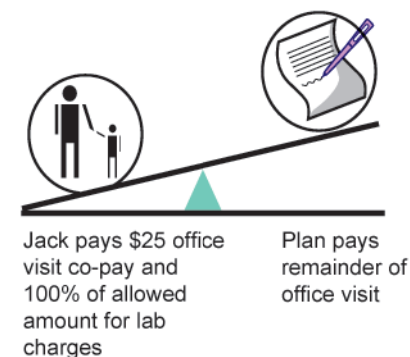 Jack pays $25 office
visit co-pay and
100% of allowed
amount for lab
charges
Plan pays
remainder of
office visit